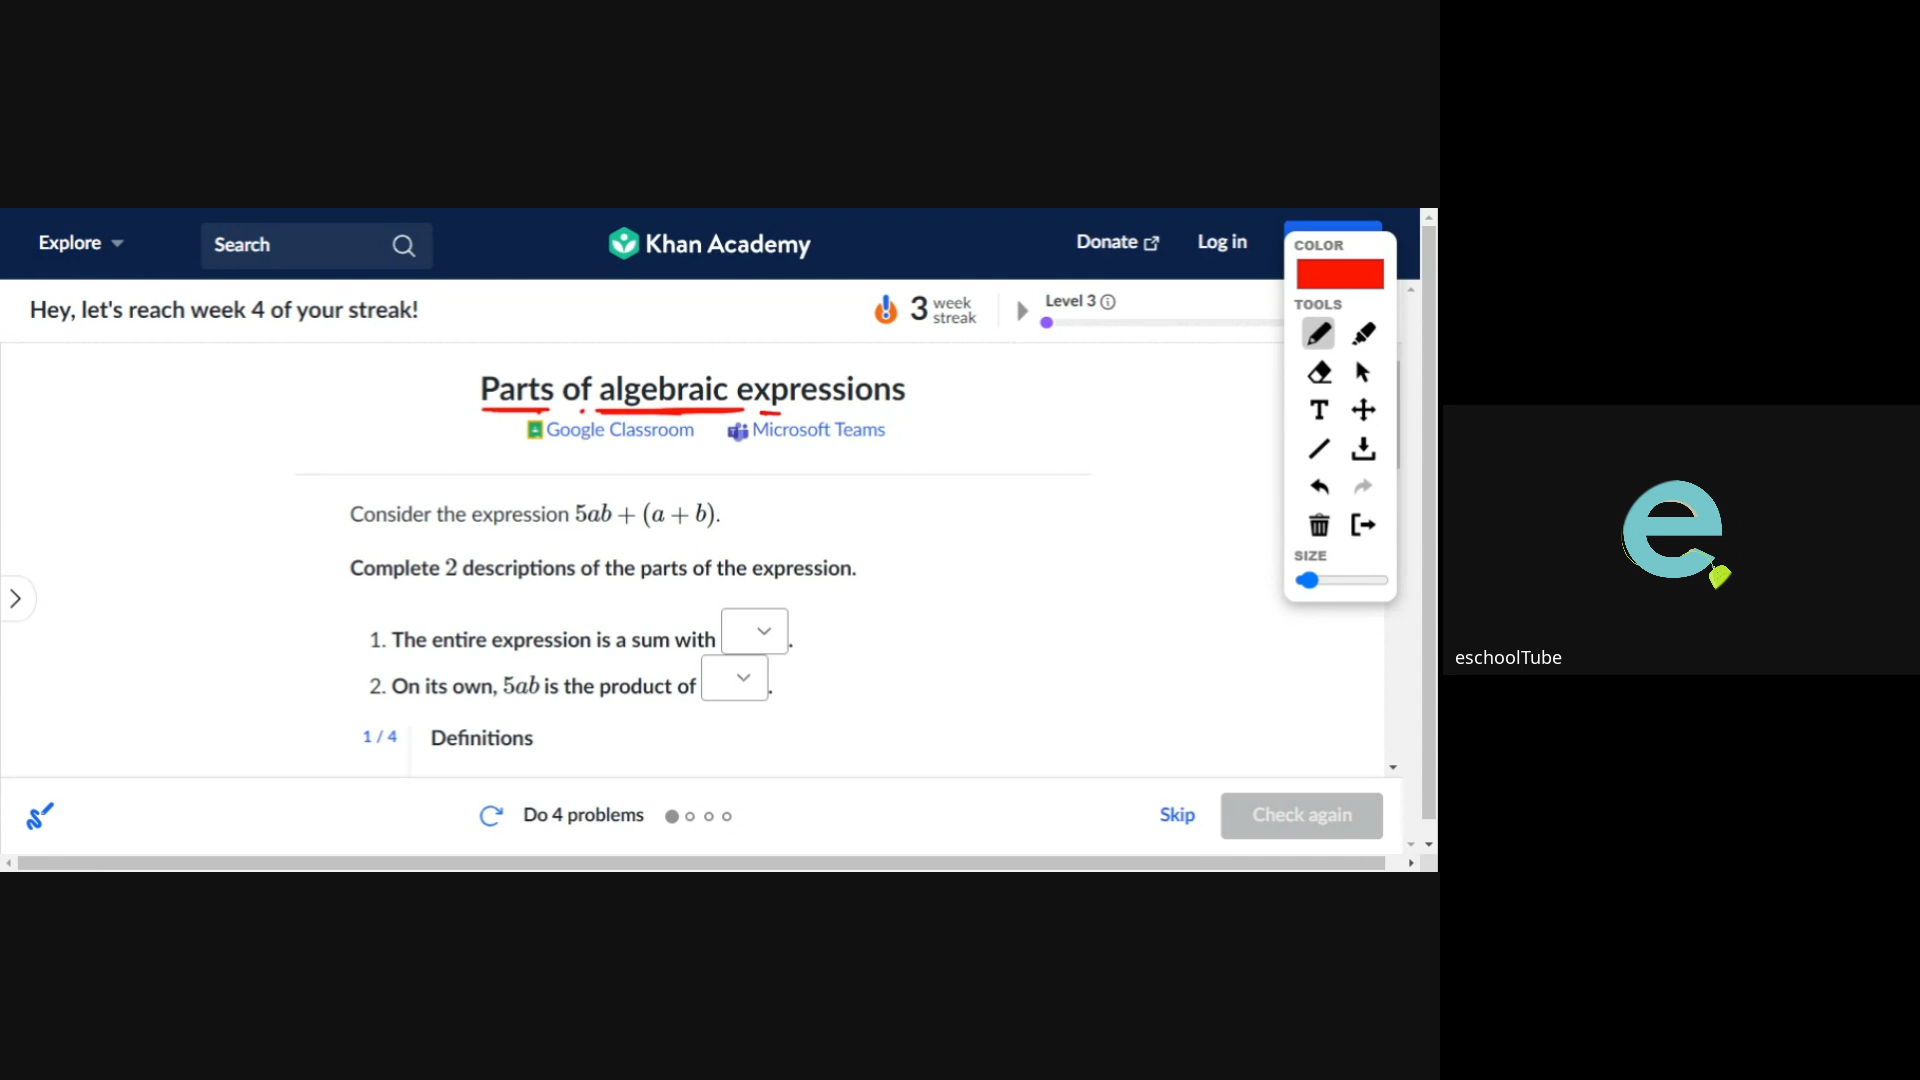 Explore
Search
Khan Academy
Donate
Log in
COLOR
Hey, let's reach week 4 of your streak!
3 week streak
Level 3
TOOLS
Parts of algebraic expressions
Google Classroom
Microsoft Teams
T
Consider the expression 5ab + (a + b).
SIZE
Complete 2 descriptions of the parts of the expression.
1. The entire expression is a sum with .
2. On its own, 5ab is the product of .
1 / 4
Definitions
Do 4 problems
Skip
Check again
e
eschoolTube